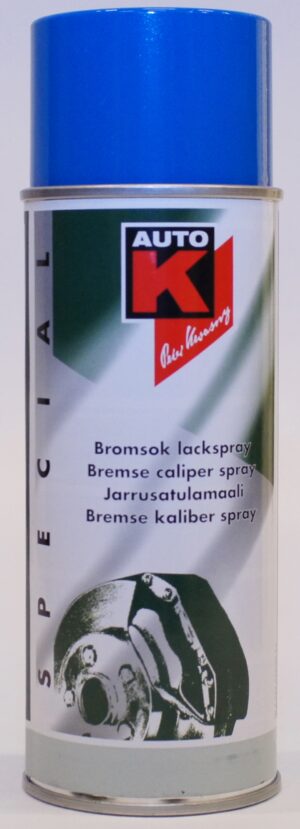 AUTO
K
SPECIAL
Bromsok lackspray
Bremse caliper spray
Jarrusatulamaali
Bremse kaliber spray